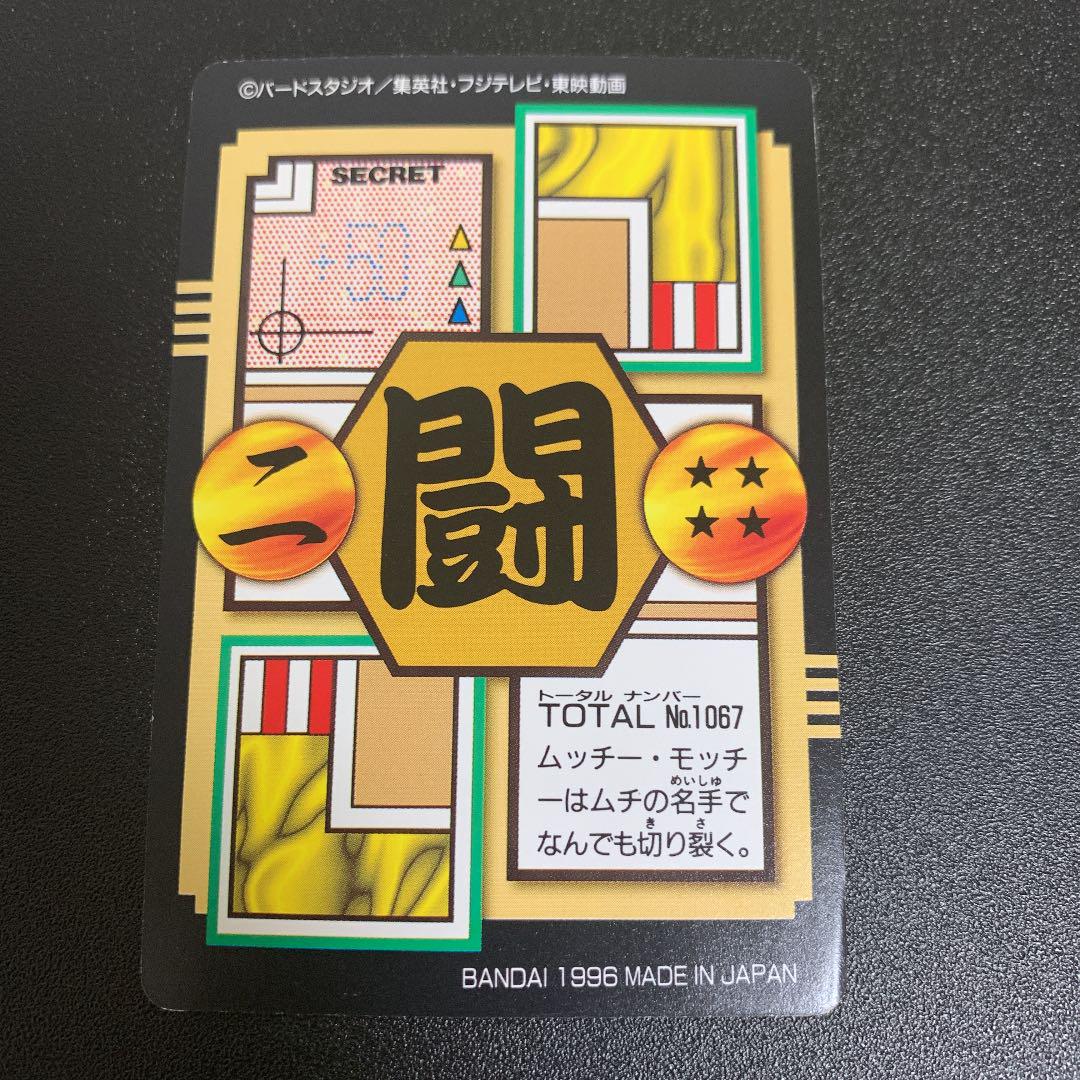 ©バードスタジオ／集英社・フジテレビ・東映動画
SECRET
+50
二
闘
★★
★★
トータル ナンバー
TOTAL No.1067
ムッチー・モッチ
めいしゅ
ーはムチの名手で
き さ
なんでも切り裂く。
BANDAI 1996 MADE IN JAPAN